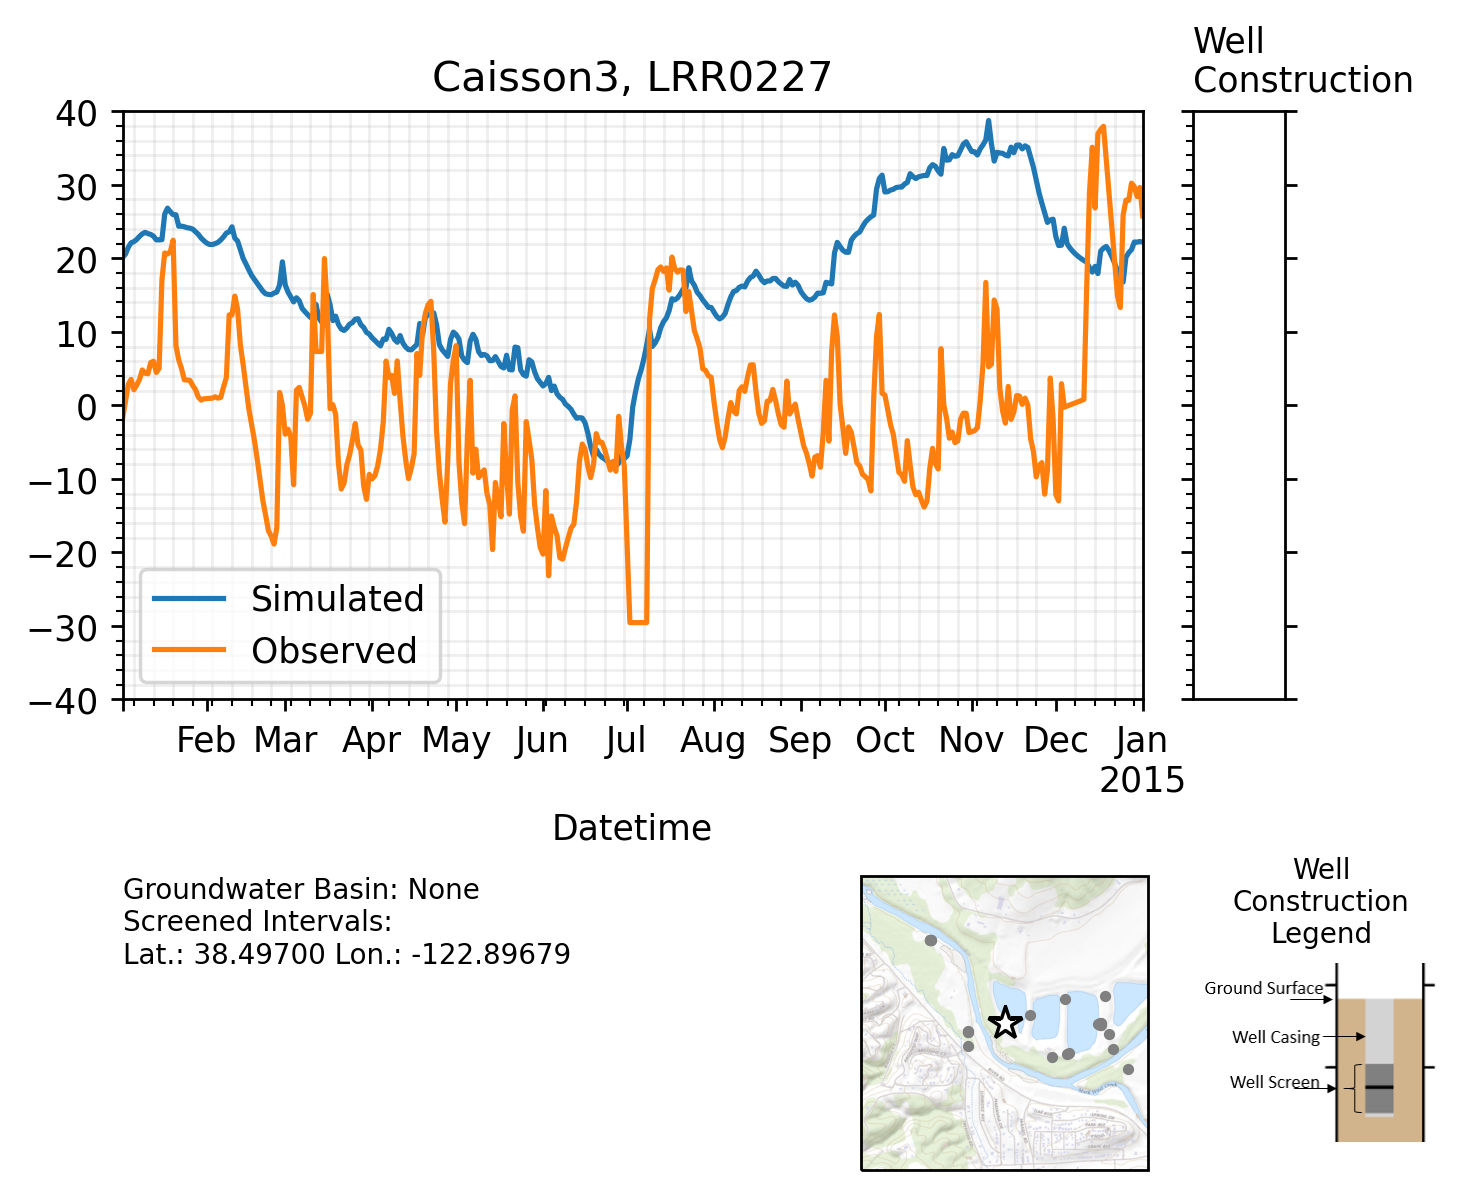 Well
Construction
Caisson3, LRR0227
40
30
20
10
0
−10
−20
−30
−40
Simulated
Observed
Feb Mar Apr May Jun Jul Aug Sep Oct Nov Dec Jan
2015
Datetime
Groundwater Basin: None
Screened Intervals:
Lat.: 38.49700 Lon.: -122.89679
Well
Construction
Legend
Ground Surface
Well Casing
Well Screen